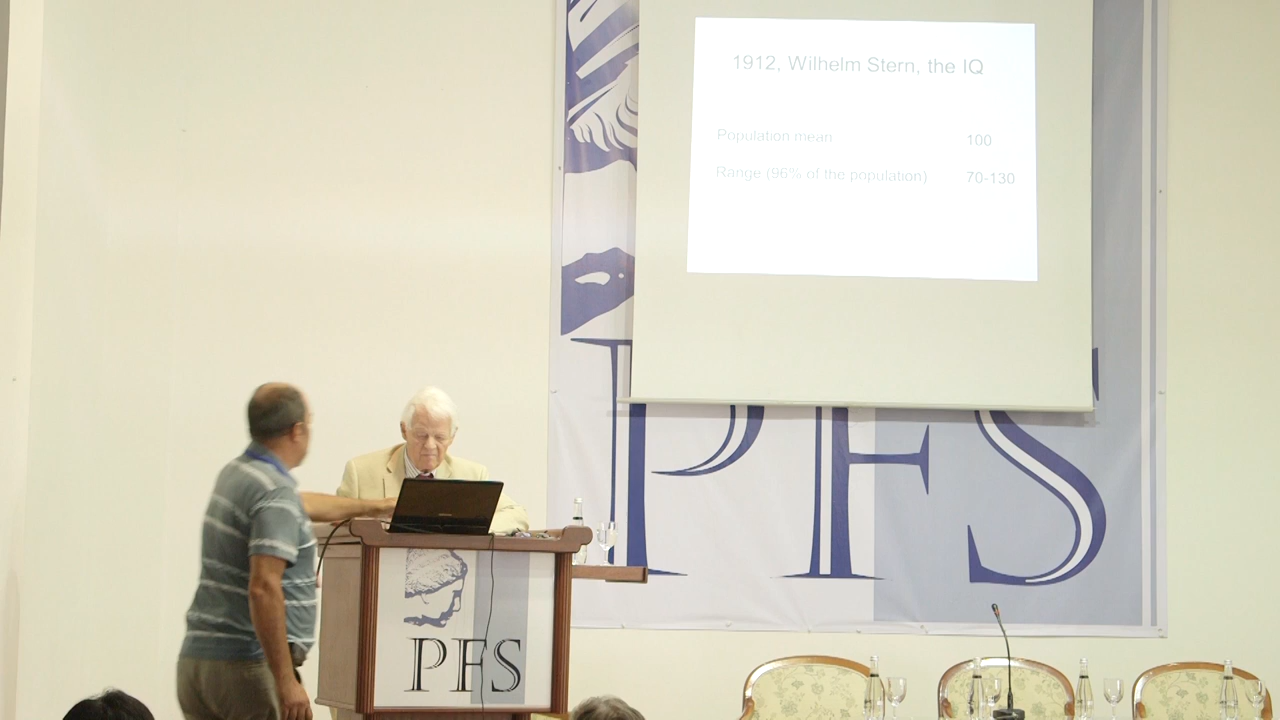 1912, Wilhelm Stern, the IQ
Population mean 100
Range (96% of the population) 70-130
PFS
PFS